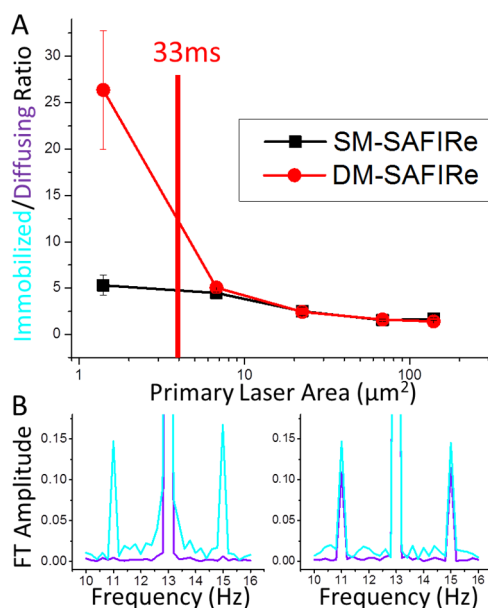 A
33ms
30
25
20
15
10
5
0
Immobilized/Diffusing Ratio
SM-SAFIRe
DM-SAFIRe
1 10 100
Primary Laser Area (µm²)
B
0.15
0.10
0.05
0.00
FT Amplitude
10 11 12 13 14 15 16
Frequency (Hz)
0.15
0.10
0.05
0.00
10 11 12 13 14 15 16
Frequency (Hz)